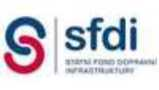 sfdi
STÁTNÍ FOND DOPRAVNÍ
INFRASTRUKTURY